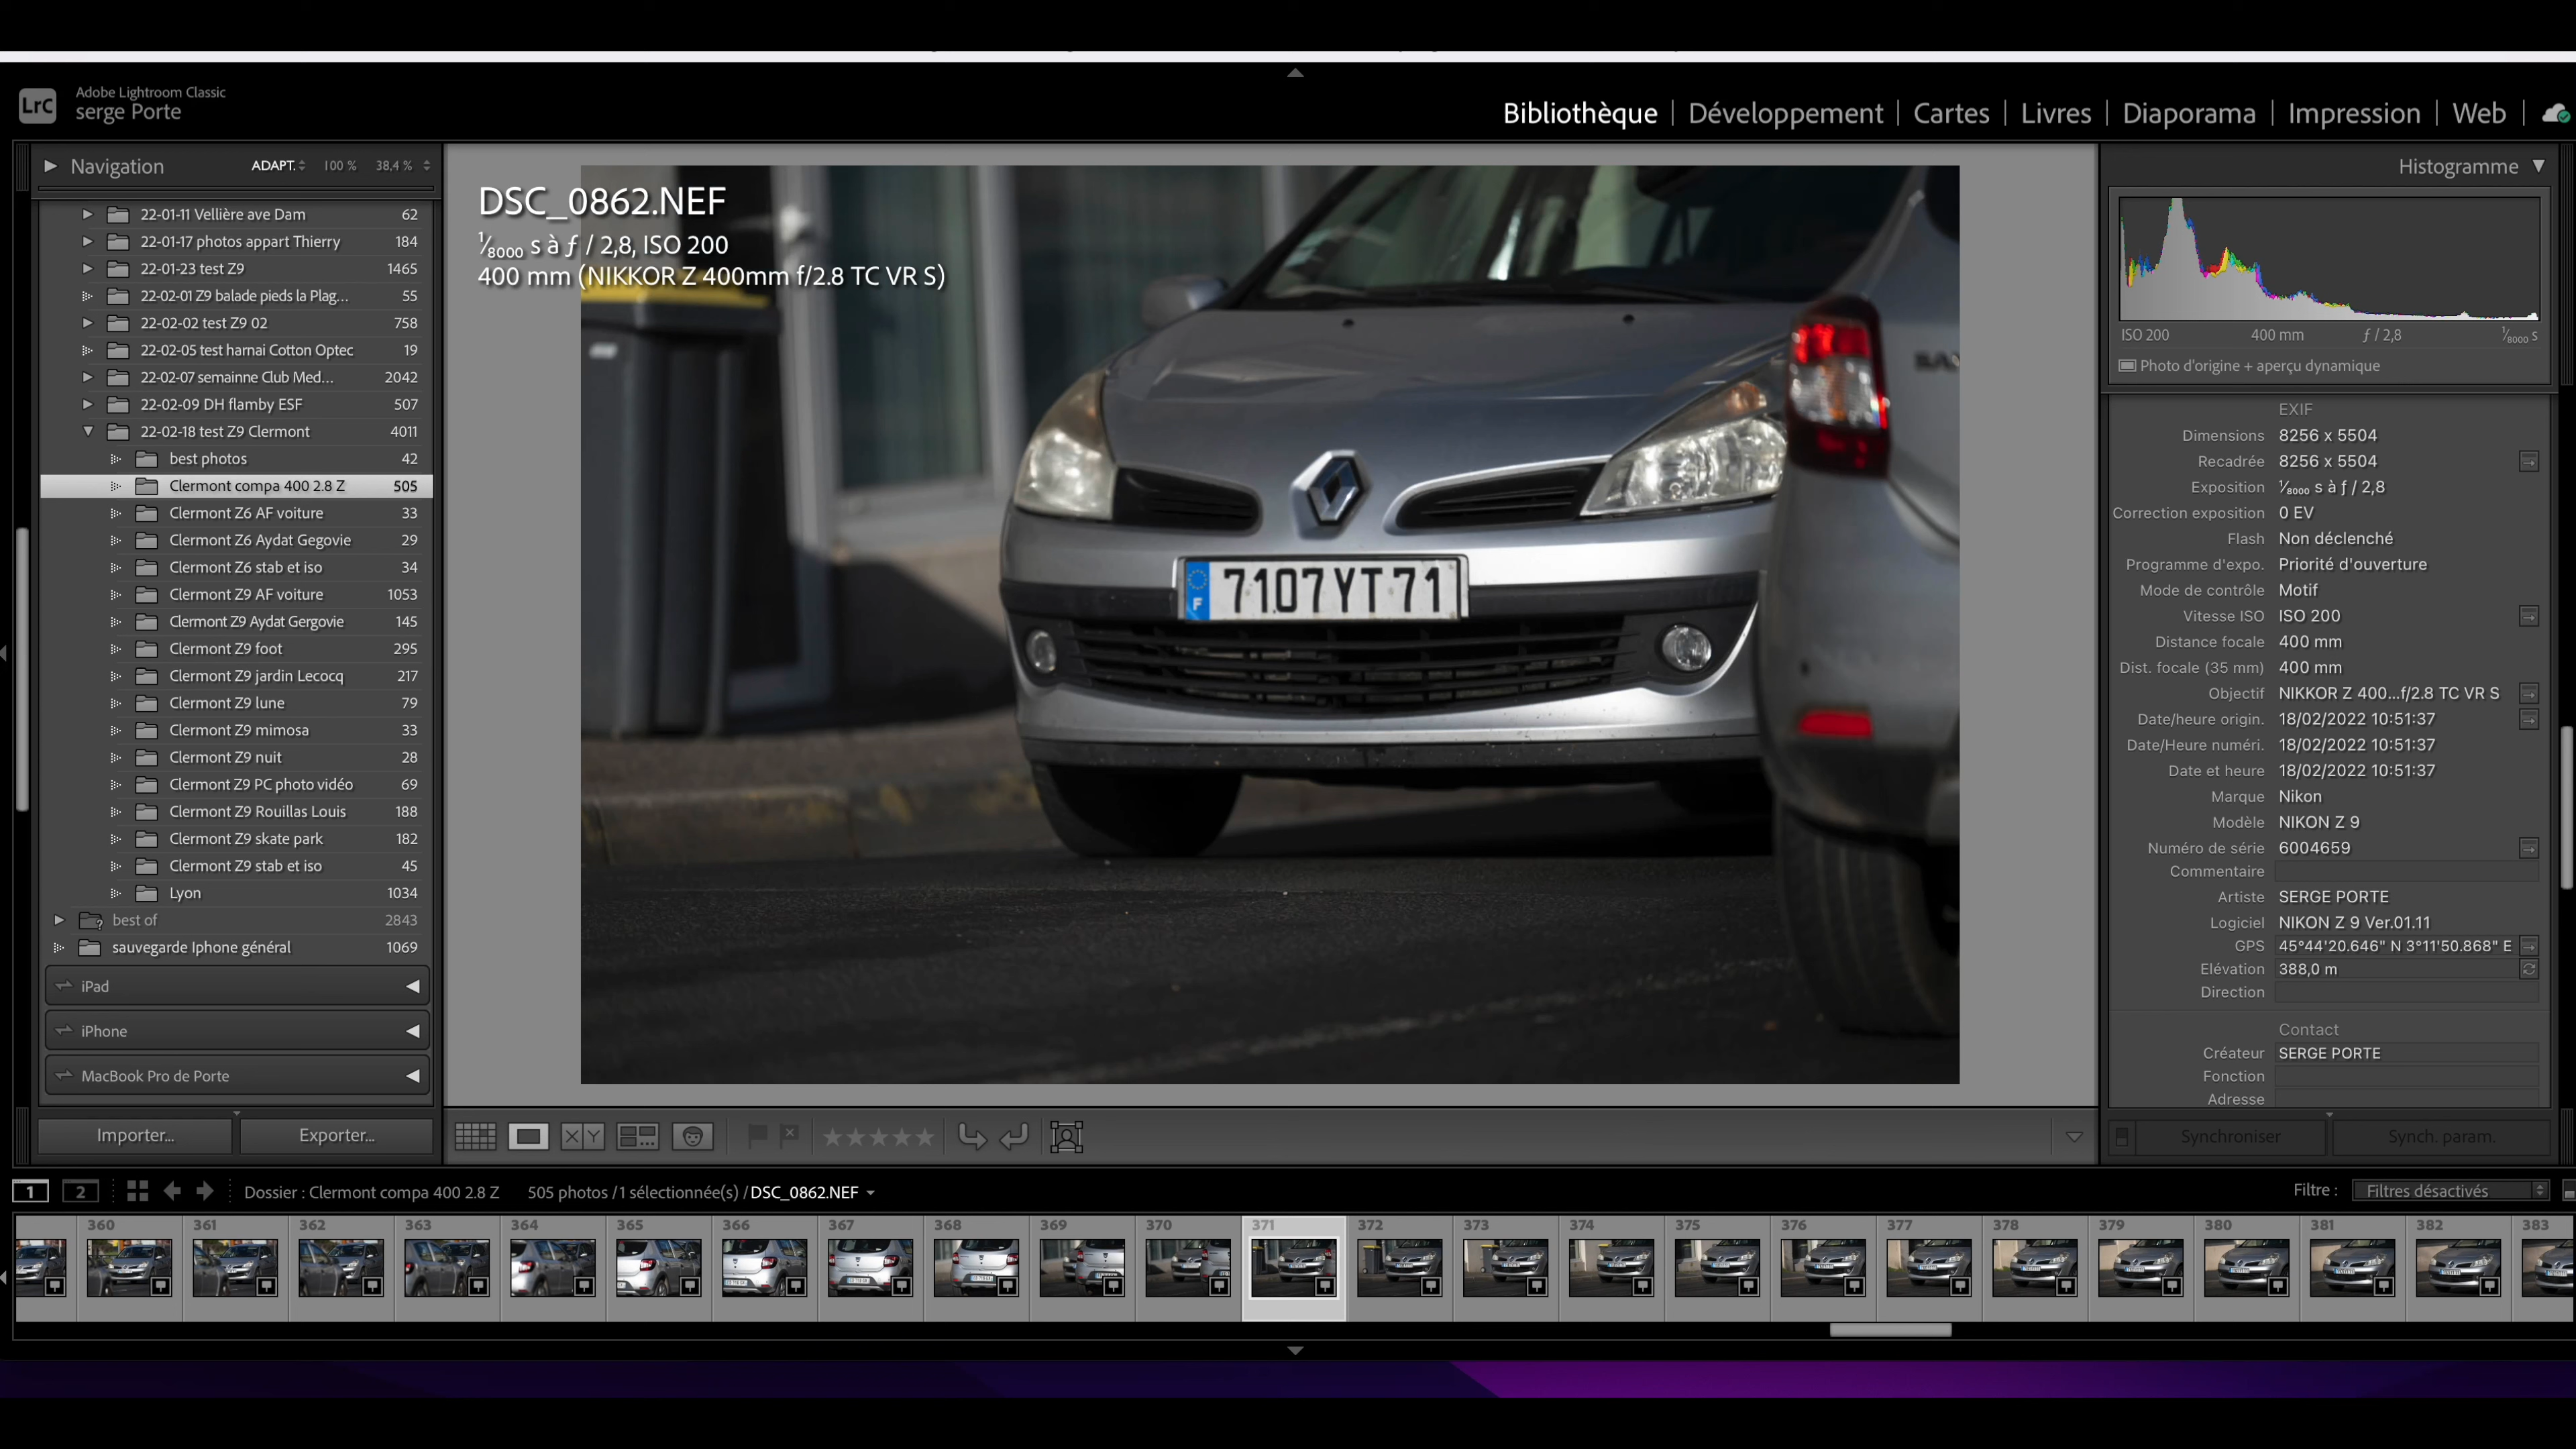 Adobe Lightroom Classic
LrC
serge Porte
Bibliothèque | Développement | Cartes | Livres | Diaporama | Impression | Web
Navigation ADAPT. 100 % 38,4 %
22-01-11 Vellière ave Dam 62
22-01-17 photos appart Thierry 184
22-01-23 test Z9 1465
22-02-01 Z9 balade pieds la Plag... 55
22-02-02 test Z9 02 758
22-02-05 test harnai Cotton Optec 19
22-02-07 semainne Club Med... 2042
22-02-09 DH flamby ESF 507
22-02-18 test Z9 Clermont 4011
best photos 42
Clermont compa 400 2.8 Z 505
Clermont Z6 AF voiture 33
Clermont Z6 Aydat Gegovie 29
Clermont Z6 stab et iso 34
Clermont Z9 AF voiture 1053
Clermont Z9 Aydat Gergovie 145
Clermont Z9 foot 295
Clermont Z9 jardin Lecocq 217
Clermont Z9 lune 79
Clermont Z9 mimosa 33
Clermont Z9 nuit 28
Clermont Z9 PC photo vidéo 69
Clermont Z9 Rouillas Louis 188
Clermont Z9 skate park 182
Clermont Z9 stab et iso 45
Lyon 1034
best of 2843
sauvegarde Iphone général 1069
iPad
iPhone
MacBook Pro de Porte
Importer... Exporter...
DSC_0862.NEF
1/8000 s à ƒ / 2,8, ISO 200
400 mm (NIKKOR Z 400mm f/2.8 TC VR S)
F 7107 YT 71
Histogramme
ISO 200 400 mm ƒ / 2,8 1/8000 s
Photo d'origine + aperçu dynamique
EXIF
Dimensions 8256 x 5504
Recadrée 8256 x 5504
Exposition 1/8000 s à ƒ / 2,8
Correction exposition 0 EV
Flash Non déclenché
Programme d'expo. Priorité d'ouverture
Mode de contrôle Motif
Vitesse ISO ISO 200
Distance focale 400 mm
Dist. focale (35 mm) 400 mm
Objectif NIKKOR Z 400...f/2.8 TC VR S
Date/heure origin. 18/02/2022 10:51:37
Date/Heure numéri. 18/02/2022 10:51:37
Date et heure 18/02/2022 10:51:37
Marque Nikon
Modèle NIKON Z 9
Numéro de série 6004659
Commentaire
Artiste SERGE PORTE
Logiciel NIKON Z 9 Ver.01.11
GPS 45°44'20.646" N 3°11'50.868" E
Elévation 388,0 m
Direction
Contact
Créateur SERGE PORTE
Fonction
Adresse
Synchroniser Synch. param.
X Y
1 2 Dossier : Clermont compa 400 2.8 Z 505 photos /1 sélectionnée(s) /DSC_0862.NEF Filtre : Filtres désactivés
360 361 362 363 364 365 366 367 368 369 370 371 372 373 374 375 376 377 378 379 380 381 382 383